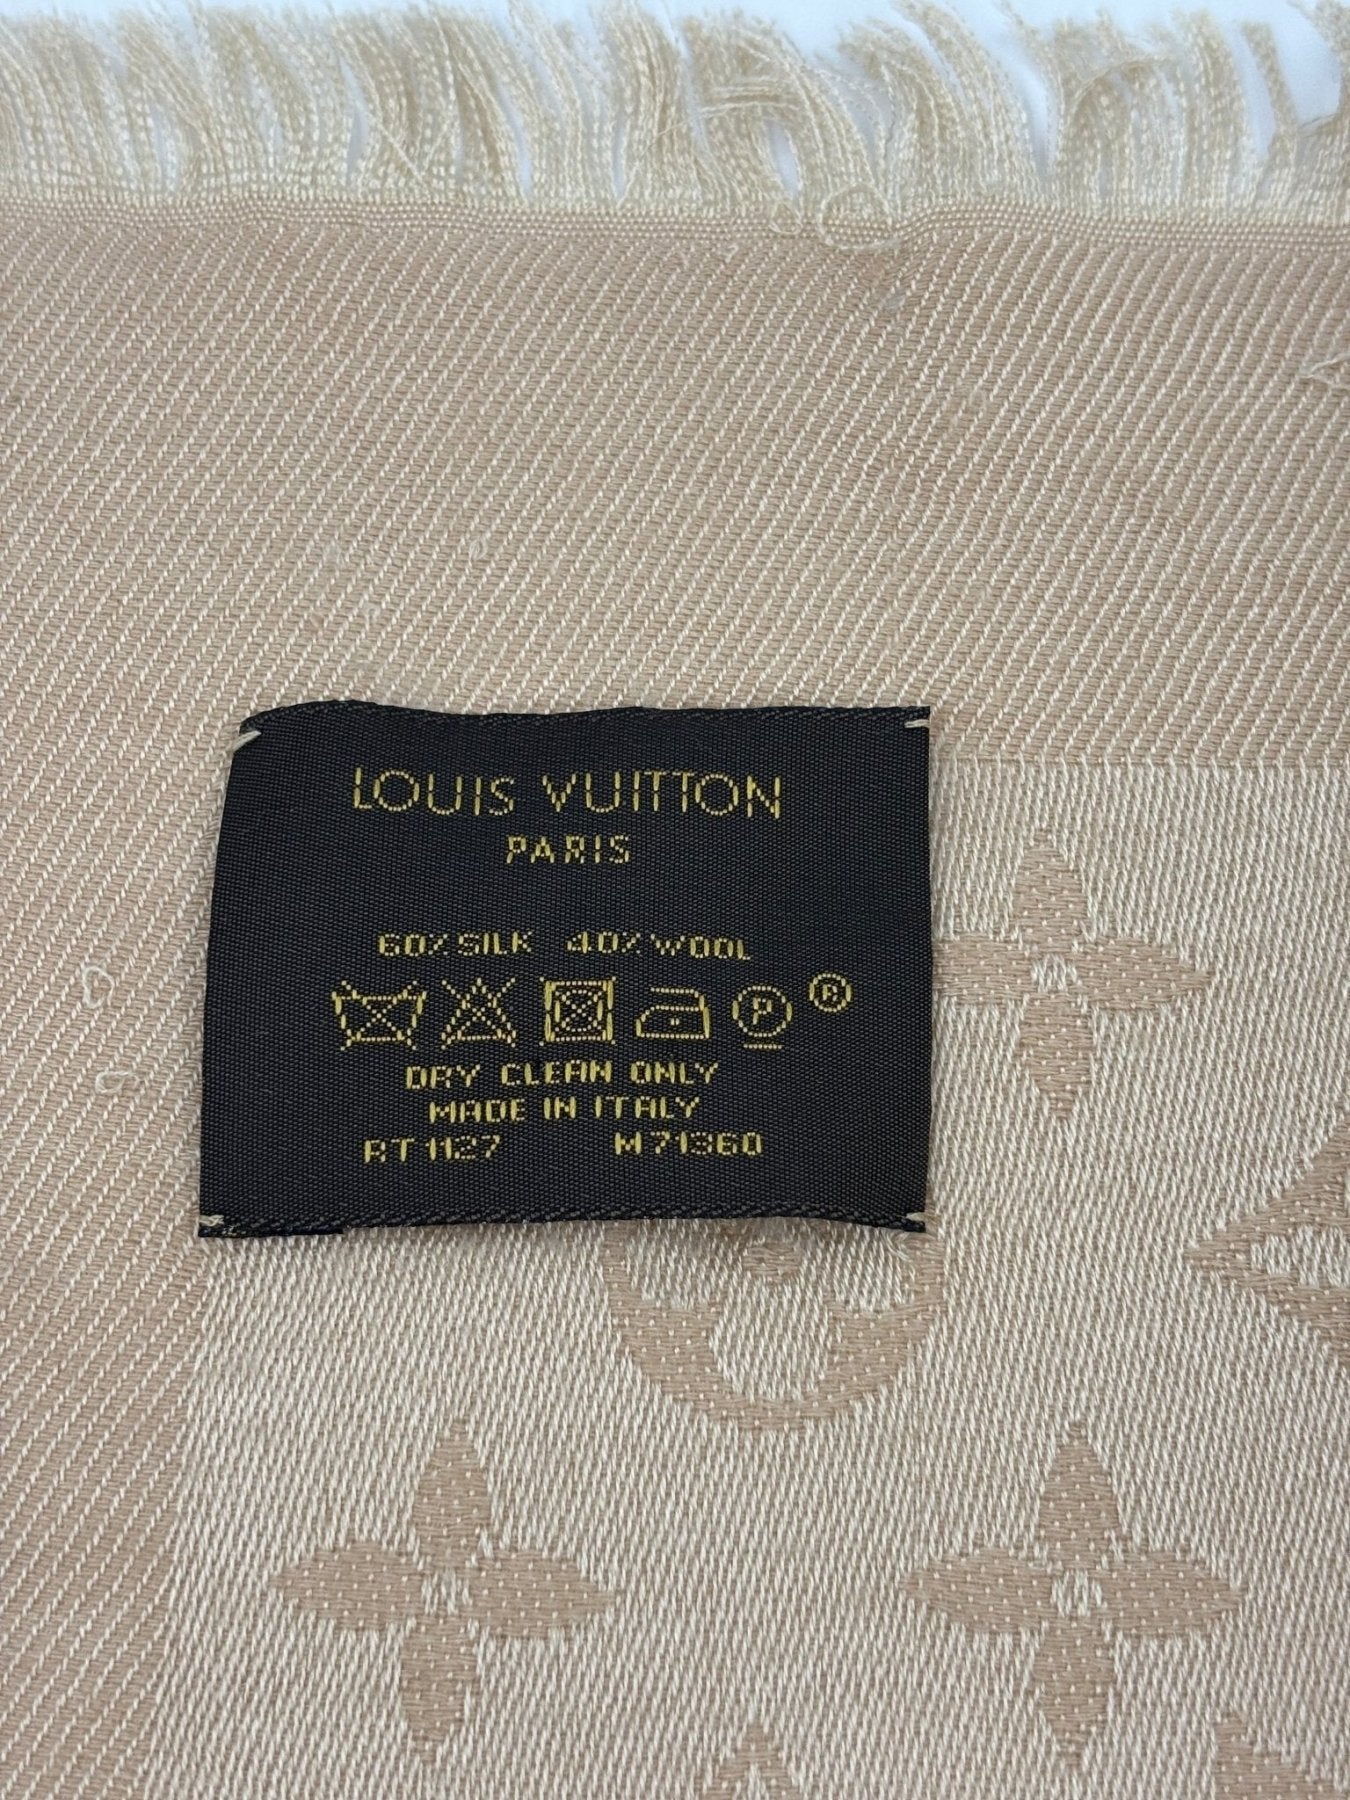 LOUIS VUITTON
PARIS
60% SILK 40% WOOL
P ®
DRY CLEAN ONLY
MADE IN ITALY
RT1127 M71360